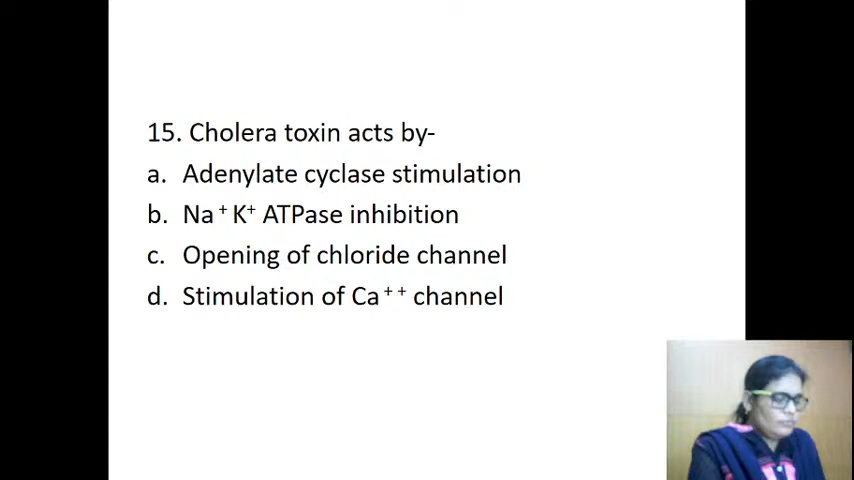 15. Cholera toxin acts by-
a. Adenylate cyclase stimulation
b. Na⁺ K⁺ ATPase inhibition
c. Opening of chloride channel
d. Stimulation of Ca⁺⁺ channel